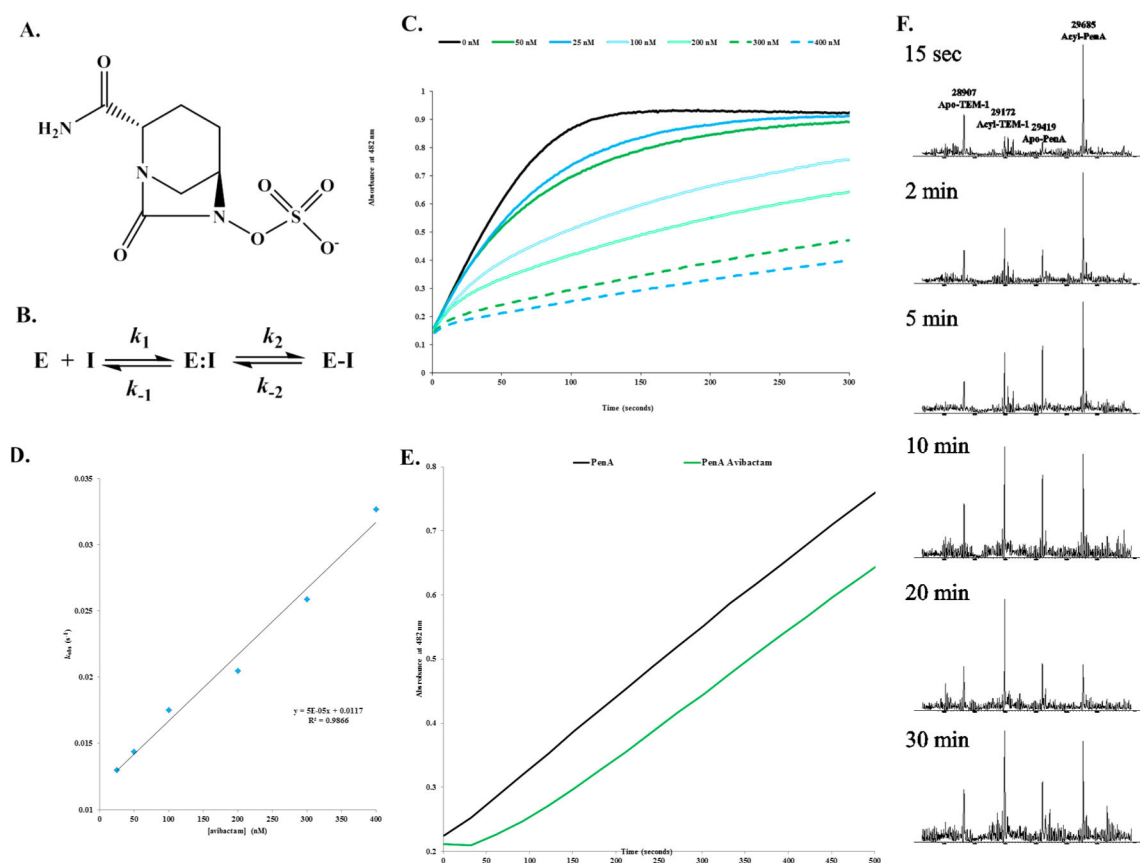 A.
O
H₂N
N
O
N
O
S
O
O
O⁻
B.
k₁
k₂
E + I
E:I
E-I
k₋₁
k₋₂
C.
0 nM
50 nM
25 nM
100 nM
200 nM
300 nM
400 nM
Absorbance at 482 nm
1
0.9
0.8
0.7
0.6
0.5
0.4
0.3
0.2
0.1
0
0
50
100
150
200
250
300
Time (seconds)
D.
0.035
0.03
0.025
0.02
0.015
0.01
kobs (s⁻¹)
y = 5E-05x + 0.0117
R² = 0.9866
0
50
100
150
200
250
300
350
400
[avibactam] (nM)
E.
PenA
PenA Avibactam
Absorbance at 482 nm
0.8
0.7
0.6
0.5
0.4
0.3
0.2
0
50
100
150
200
250
300
350
400
450
500
Time (seconds)
F.
15 sec
29685
Acyl-PenA
28907
Apo-TEM-1
29172
Acyl-TEM-1
29419
Apo-PenA
2 min
5 min
10 min
20 min
30 min